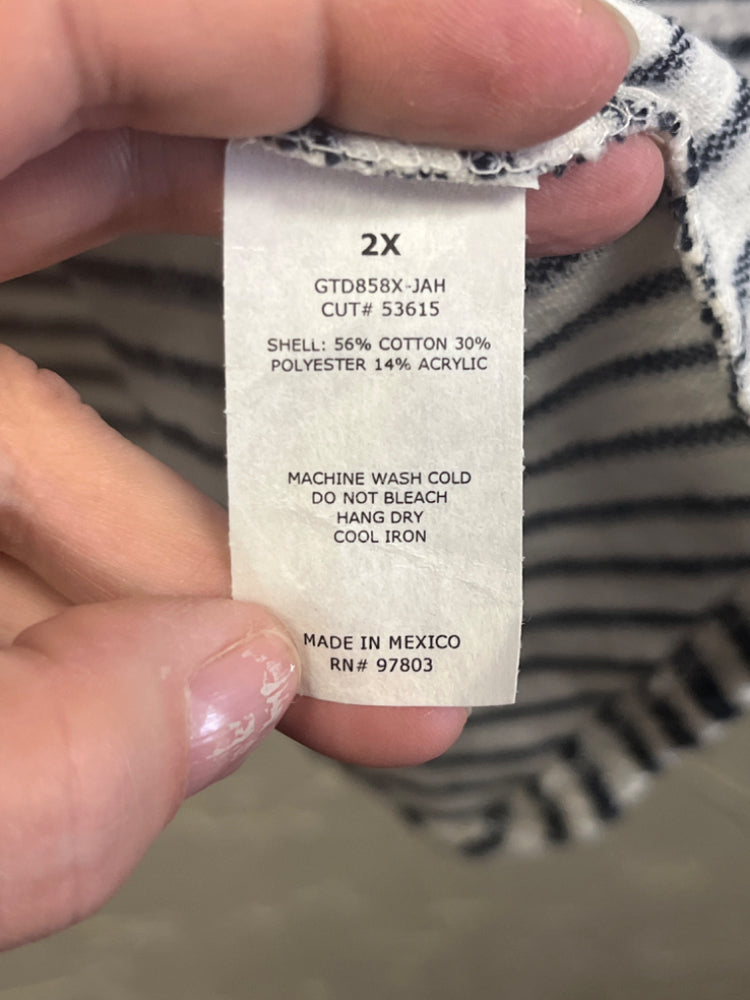 2X
GTD858X-JAH
CUT# 53615
SHELL: 56% COTTON 30%
POLYESTER 14% ACRYLIC
MACHINE WASH COLD
DO NOT BLEACH
HANG DRY
COOL IRON
MADE IN MEXICO
RN# 97803